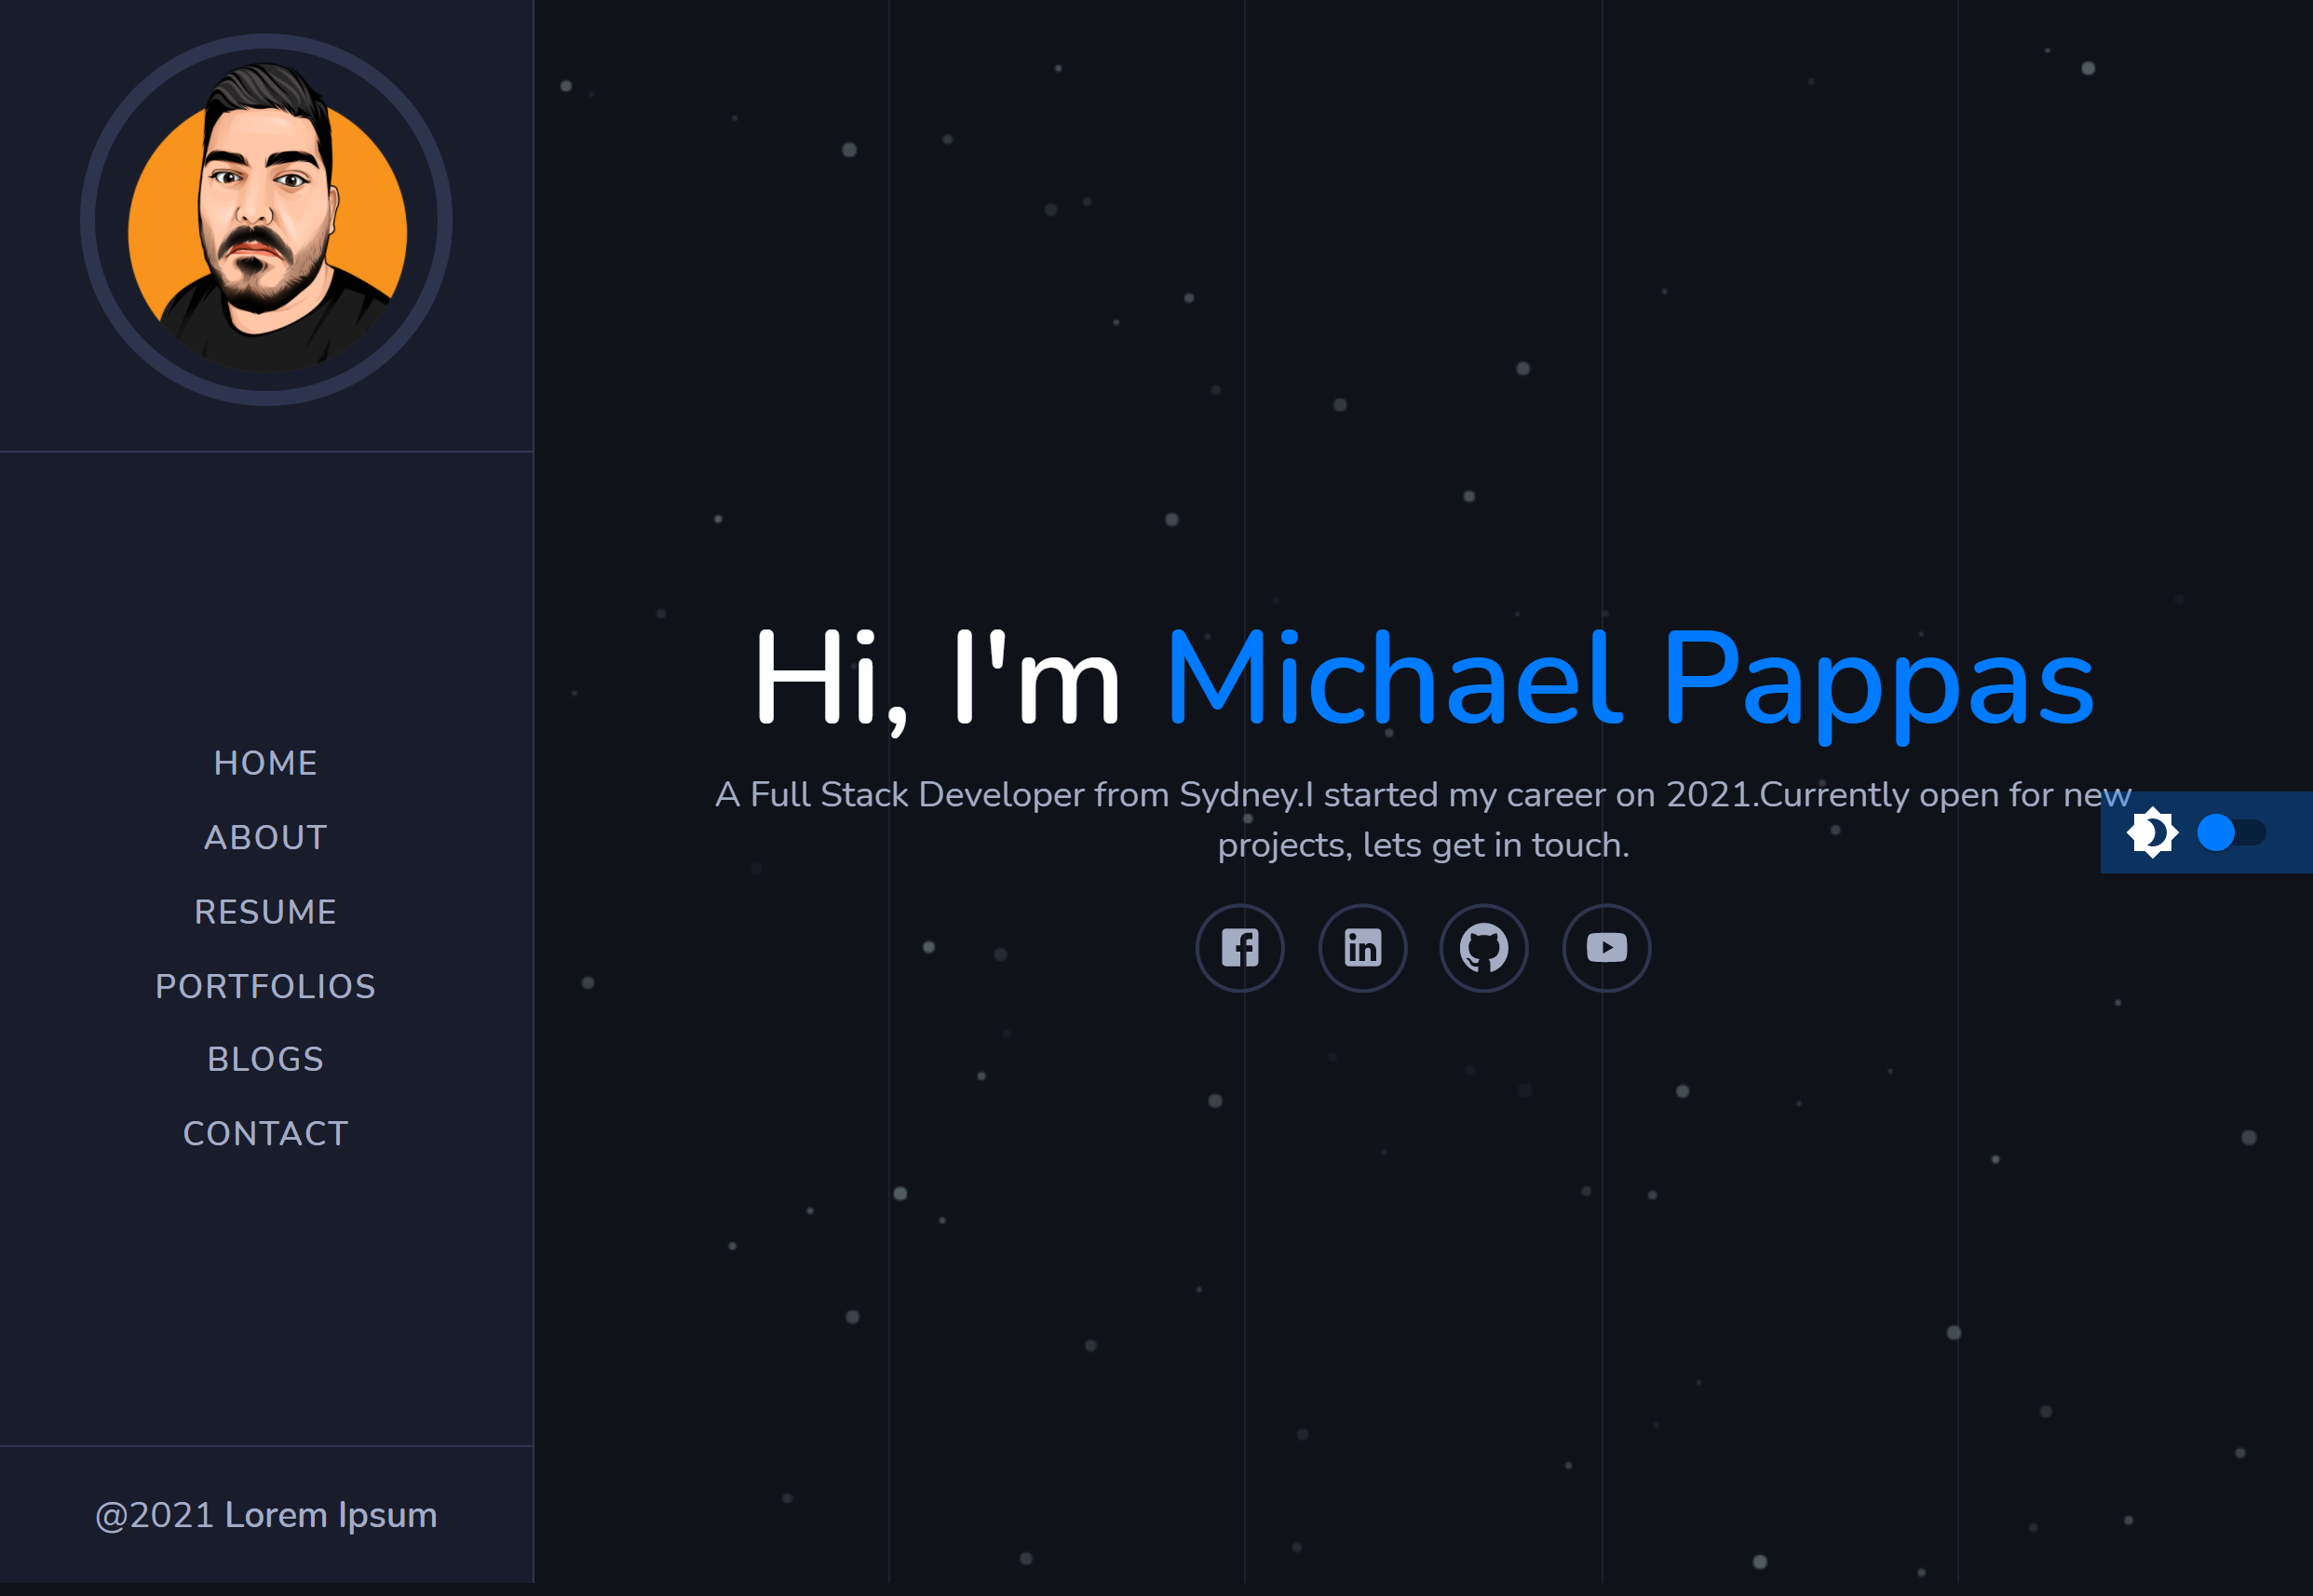 HOME
ABOUT
RESUME
PORTFOLIOS
BLOGS
CONTACT
@2021 Lorem Ipsum
Hi, I'm Michael Pappas
A Full Stack Developer from Sydney.I started my career on 2021.Currently open for new
projects, lets get in touch.